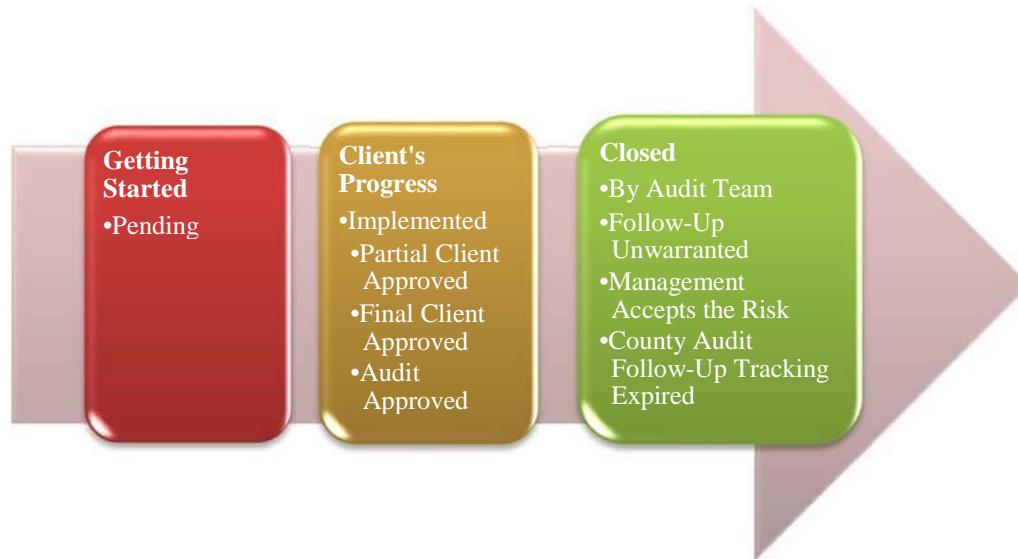 Getting
Started
•Pending
Client's
Progress
•Implemented
•Partial Client
Approved
•Final Client
Approved
•Audit
Approved
Closed
•By Audit Team
•Follow-Up
Unwarranted
•Management
Accepts the Risk
•County Audit
Follow-Up Tracking
Expired